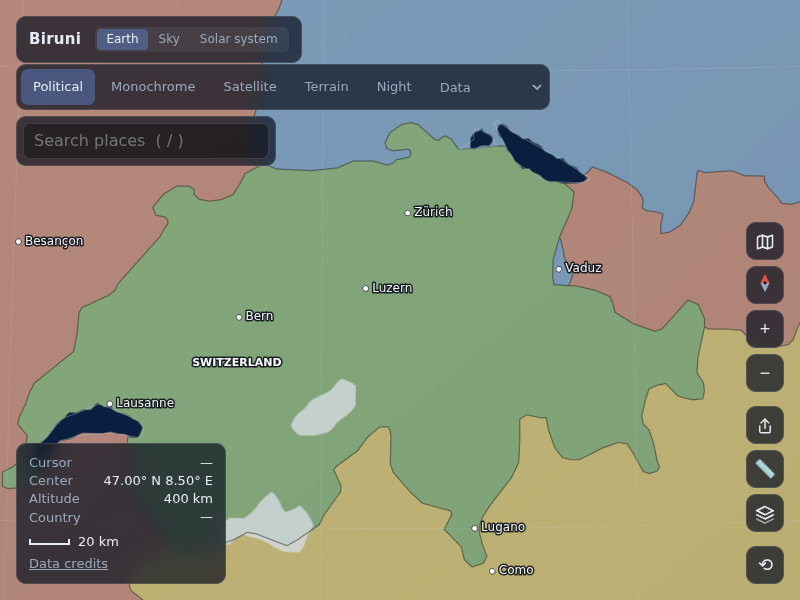 Biruni Earth Sky Solar system
Political Monochrome Satellite Terrain Night Data
Search places ( / )
Zürich
Besançon
Vaduz
Luzern
Bern
SWITZERLAND
Lausanne
Cursor —
Center 47.00° N 8.50° E
Altitude 400 km
Country —
20 km
Data credits
Lugano
Como